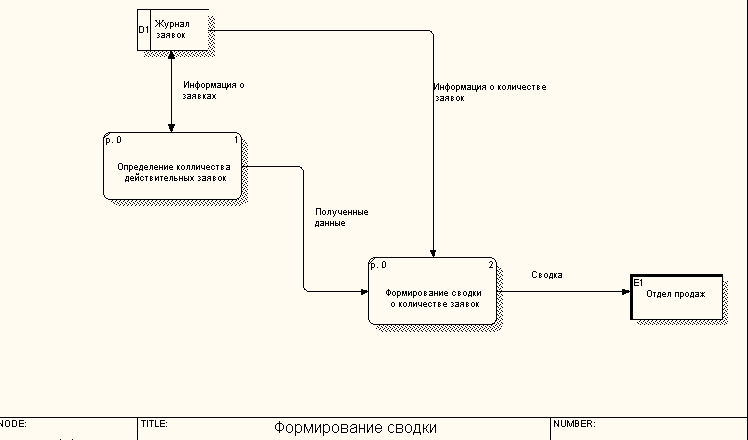 D1
Журнал
заявок
Информация о
заявках
Информация о количестве
заявок
p. 0
1
Определение колличества
действительных заявок
Полученные
данные
p. 0
2
Формирование сводки
о количестве заявок
Сводка
E1
Отдел продаж
NODE:
TITLE:
Формирование сводки
NUMBER: